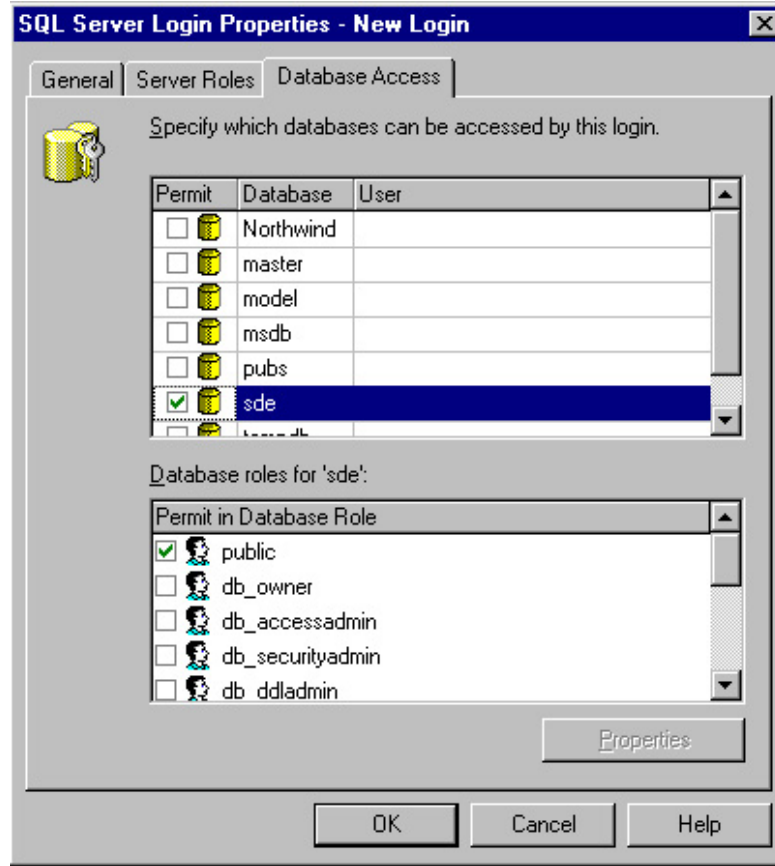 SQL Server Login Properties - New Login
General Server Roles Database Access
Specify which databases can be accessed by this login.
Permit Database User
Northwind
master
model
msdb
pubs
sde
Database roles for 'sde':
Permit in Database Role
public
db_owner
db_accessadmin
db_securityadmin
db_ddladmin
Properties
OK Cancel Help